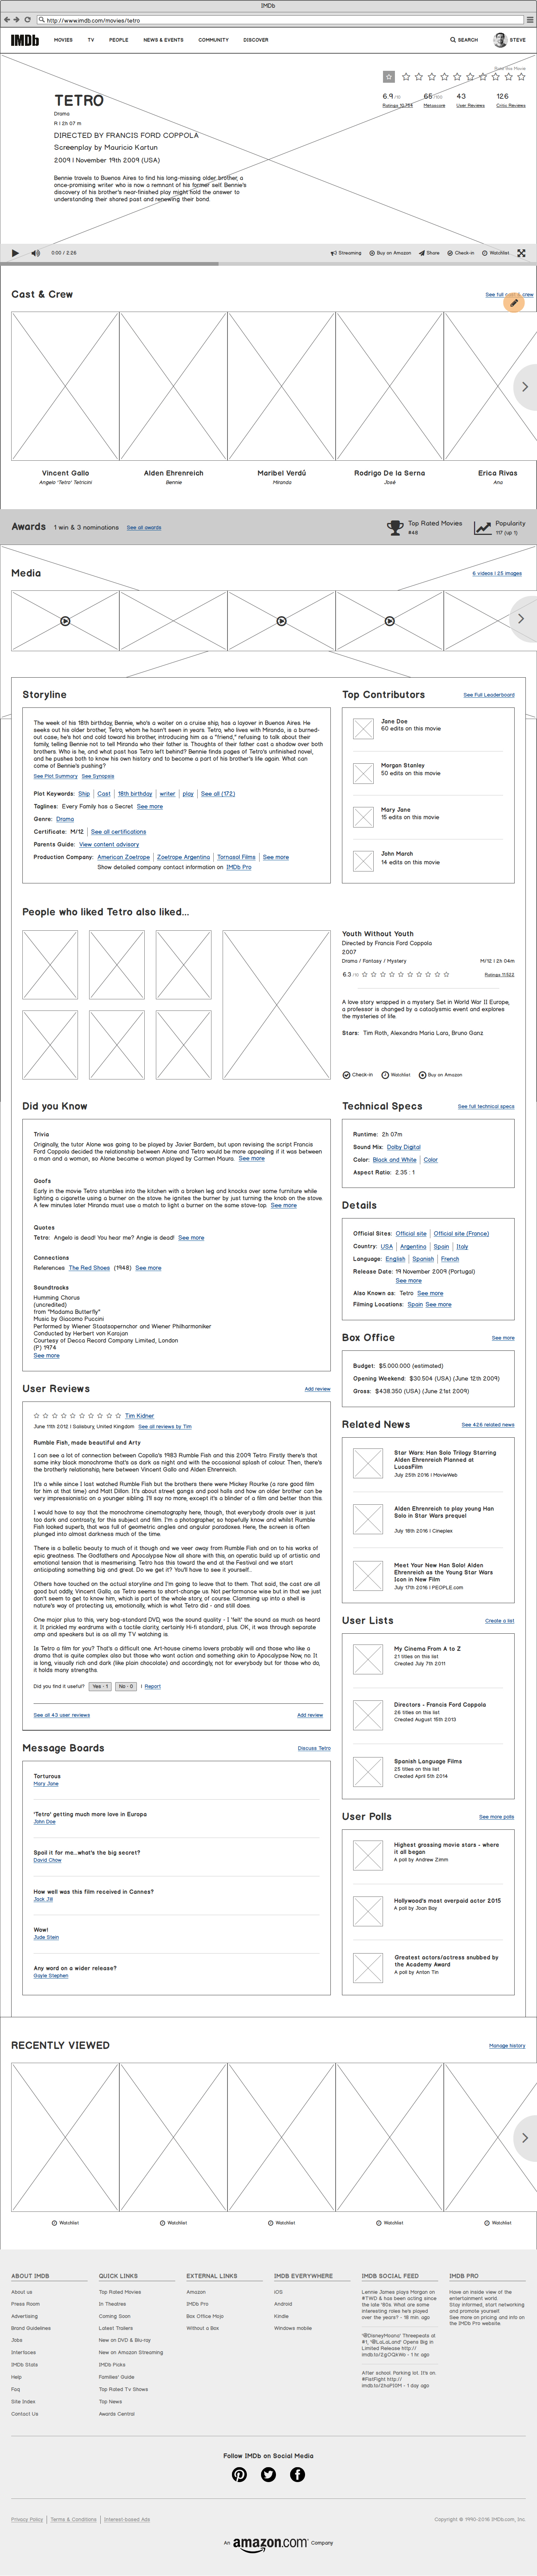 IMDb
http://www.imdb.com/movies/tetro
IMDb
MOVIES
TV
PEOPLE
NEWS & EVENTS
COMMUNITY
DISCOVER
SEARCH
STEVE
Rate this Movie
6.9 /10
Ratings 10.754
65 /100
Metascore
43
User Reviews
126
Critic Reviews
TETRO
Drama
R | 2h 07 m
DIRECTED BY FRANCIS FORD COPPOLA
Screenplay by Mauricio Kartun
2009 | November 19th 2009 (USA)
Bennie travels to Buenos Aires to find his longmissing older brother, a
once-promising writer who is now a remnant of his former self. Bennie's
discovery of his brother's near-finished play might hold the answer to
understanding their shared past and renewing their bond.
0:00 / 2:26
Streaming
Buy on Amazon
Share
Check-in
Watchlist
Cast & Crew
See full cast & crew
Vincent Gallo
Angelo 'Tetro' Tetricini
Alden Ehrenreich
Bennie
Maribel Verdú
Miranda
Rodrigo De la Serna
José
Erica Rivas
Ana
Awards
1 win & 3 nominations
See all awards
Top Rated Movies
#48
Popularity
117 (up 1)
Media
6 videos | 25 images
Storyline
The week of his 18th birthday, Bennie, who's a waiter on a cruise ship, has a layover in Buenos Aires. He
seeks out his older brother, Tetro, whom he hasn't seen in years. Tetro, who lives with Miranda, is a burned-
out case; he's hot and cold toward his brother, introducing him as a "friend," refusing to talk about their
family, telling Bennie not to tell Miranda who their father is. Thoughts of their father cast a shadow over both
brothers. Who is he, and what past has Tetro left behind? Bennie finds pages of Tetro's unfinished novel,
and he pushes both to know his own history and to become a part of his brother's life again. What can
come of Bennie's pushing?
See Plot Summary
See Synopsis
Plot Keywords: Ship | Cast | 18th birthday | writer | play | See all (172)
Taglines: Every Family has a Secret See more
Genre: Drama
Certificate: M/12 | See all certifications
Parents Guide: View content advisory
Production Company: American Zoetrope | Zoetrope Argentina | Tornasol Films | See more
Show detailed company contact information on IMDb Pro
Top Contributors
See Full Leaderboard
Jane Doe
60 edits on this movie
Morgan Stanley
50 edits on this movie
Mary Jane
15 edits on this movie
John March
14 edits on this movie
People who liked Tetro also liked...
Youth Without Youth
Directed by Francis Ford Coppola
2007
Drama / Fantasy / Mystery
M/12 | 2h 04m
6.3 /10
Ratings 11.522
A love story wrapped in a mystery. Set in World War II Europe,
a professor is changed by a cataclysmic event and explores
the mysteries of life.
Stars: Tim Roth, Alexandra Maria Lara, Bruno Ganz
Check-in
Watchlist
Buy on Amazon
Did you Know
Trivia
Originally, the tutor Alone was going to be played by Javier Bardem, but upon revising the script Francis
Ford Coppola decided the relationship between Alone and Tetro would be more appealing if it was between
a man and a woman, so Alone became a woman played by Carmen Maura. See more
Goofs
Early in the movie Tetro stumbles into the kitchen with a broken leg and knocks over some furniture while
lighting a cigarette using a burner on the stove, he ignites the burner by just turning the knob on the stove.
A few minutes later Miranda must use a match to light a burner on the same stove-top. See more
Quotes
Tetro: Angelo is dead! You hear me? Angie is dead! See more
Connections
References The Red Shoes (1948) See more
Soundtracks
Humming Chorus
(uncredited)
from "Madama Butterfly"
Music by Giacomo Puccini
Performed by Wiener Staatsopernchor and Wiener Philharmoniker
Conducted by Herbert von Karajan
Courtesy of Decca Record Company Limited, London
(P) 1974
See more
Technical Specs
See full technical specs
Runtime: 2h 07m
Sound Mix: Dolby Digital
Color: Black and White | Color
Aspect Ratio: 2.35 : 1
Details
Official Sites: Official site | Official site (France)
Country: USA | Argentina | Spain | Italy
Language: English | Spanish | French
Release Date: 19 November 2009 (Portugal)
See more
Also Known as: Tetro See more
Filming Locations: Spain See more
Box Office
See more
Budget: $5.000.000 (estimated)
Opening Weekend: $30.504 (USA) (June 12th 2009)
Gross: $438.350 (USA) (June 21st 2009)
User Reviews
Add review
Tim Kidner
June 11th 2012 | Salisbury, United Kingdom See all reviews by Tim
Rumble Fish, made beautiful and Arty
I can see a lot of connection between Coppolla's 1983 Rumble Fish and this 2009 Tetro. Firstly there's that
same inky black monochrome that's as dark as night and with the occasional splash of colour. Then, there's
the brotherly relationship, here between Vincent Gallo and Alden Ehrenreich.
It's a while since I last watched Rumble Fish but the brothers there were Mickey Rourke (a rare good film
for him at that time) and Matt Dillon. It's about street gangs and pool halls and how an older brother can be
very impressionistic on a younger sibling. I'll say no more, except it's a blinder of a film and better than this.
I would have to say that the monochrome cinematography here, though, that everybody drools over is just
too dark and contrasty, for this subject and film. I'm a photographer, so hopefully know and whilst Rumble
Fish looked superb, that was full of geometric angles and angular paradoxes. Here, the screen is often
plunged into almost darkness much of the time.
There is a balletic beauty to much of it though and we veer away from Rumble Fish and on to his works of
epic greatness. The Godfathers and Apocalypse Now all share with this, an operatic build up of artistic and
emotional tension that is mesmerising. Tetro has this toward the end at the Festival and we start
anticipating something big and great. Do we get it? You'll have to see it yourself...
Others have touched on the actual storyline and I'm going to leave that to them. That said, the cast are all
good but oddly, Vincent Gallo, as Tetro seems to short-change us. Not performance wise but in that we just
don't seem to get to know him, which is part of the whole story, of course. Clamming up into a shell is
nature's way of protecting us, emotionally, which is what Tetro did - and still does.
One major plus to this, very bog-standard DVD, was the sound quality - I 'felt' the sound as much as heard
it. It prickled my eardrums with a tactile clarity, certainly Hi-fi standard, plus. OK, it was through separate
amp and speakers but is as all my TV watching is.
Is Tetro a film for you? That's a difficult one. Art-house cinema lovers probably will and those who like a
drama that is compulsive but also those who want action and something akin to Apocalypse Now, no. It
is languid, visually rich (like plain chocolate) and accordingly, not for everybody but for those who do,
it holds many strengths.
Did you find it useful? Yes · 1 No · 0 | Report
See all 43 user reviews
Add review
Related News
See 426 related news
Star Wars: Han Solo Trilogy Starring
Alden Ehrenreich Planned at
LucasFilm
July 25th 2016 | MovieWeb
Alden Ehrenreich to play young Han
Solo in Star Wars prequel
July 18th 2016 | Cineplex
Meet Your New Han Solo! Alden
Ehrenreich as the Young Star Wars
Icon in New Film
July 17th 2016 | PEOPLE.com
User Lists
Create a list
My Cinema From A to Z
21 titles on this list
Created July 7th 2011
Directors - Francis Ford Coppola
26 titles on this list
Created August 15th 2013
Spanish Language Films
25 titles on this list
Created April 5th 2014
Message Boards
Discuss Tetro
Torturous
Mary Jane
'Tetro' getting much more love in Europa
John Doe
Spoil it for me...what's the big secret?
David Chow
How well was this film received in Cannes?
Jack Jill
Wow!
Jude Stein
Any word on a wider release?
Gayle Stephen
User Polls
See more polls
Highest grossing movie stars - where
it all began
A poll by Andrew Zimm
Hollywood's most overpaid actor 2015
A poll by Joan Bay
Greatest actors/actress snubbed by
the Academy Award
A poll by Anton Tin
RECENTLY VIEWED
Manage history
Watchlist
Watchlist
Watchlist
Watchlist
Watchlist
ABOUT IMDB
About us
Press Room
Advertising
Brand Guidelines
Jobs
Interfaces
IMDb Stats
Help
Faq
Site Index
Contact Us
QUICK LINKS
Top Rated Movies
In Theatres
Coming Soon
Latest Trailers
New on DVD & Blu-ray
New on Amazon Streaming
IMDb Picks
Families' Guide
Top Rated Tv Shows
Top News
Awards Central
EXTERNAL LINKS
Amazon
IMDb Pro
Box Office Mojo
Without a Box
IMDB EVERYWHERE
iOS
Android
Kindle
Windows mobile
IMDB SOCIAL FEED
Lennie James plays Morgan on
#TWD & has been acting since
the late '80s. What are some
interesting roles he's played
over the years? - 18 min. ago
'@DisneyMoana' Threepeats at
#1, '@LaLaLand' Opens Big in
Limited Release http://
After school. Parking lot. It's on.
#FistFight http://
IMDB PRO
Have an inside view of the
entertainment world.
Stay informed, start networking
and promote yourself.
See more on pricing and info on
the IMDb Pro website.
Follow IMDb on Social Media
Privacy Policy | Terms & Conditions | Interest-based Ads
Copyright © 1990-2016 IMDb.com, Inc.
An amazon.com Company